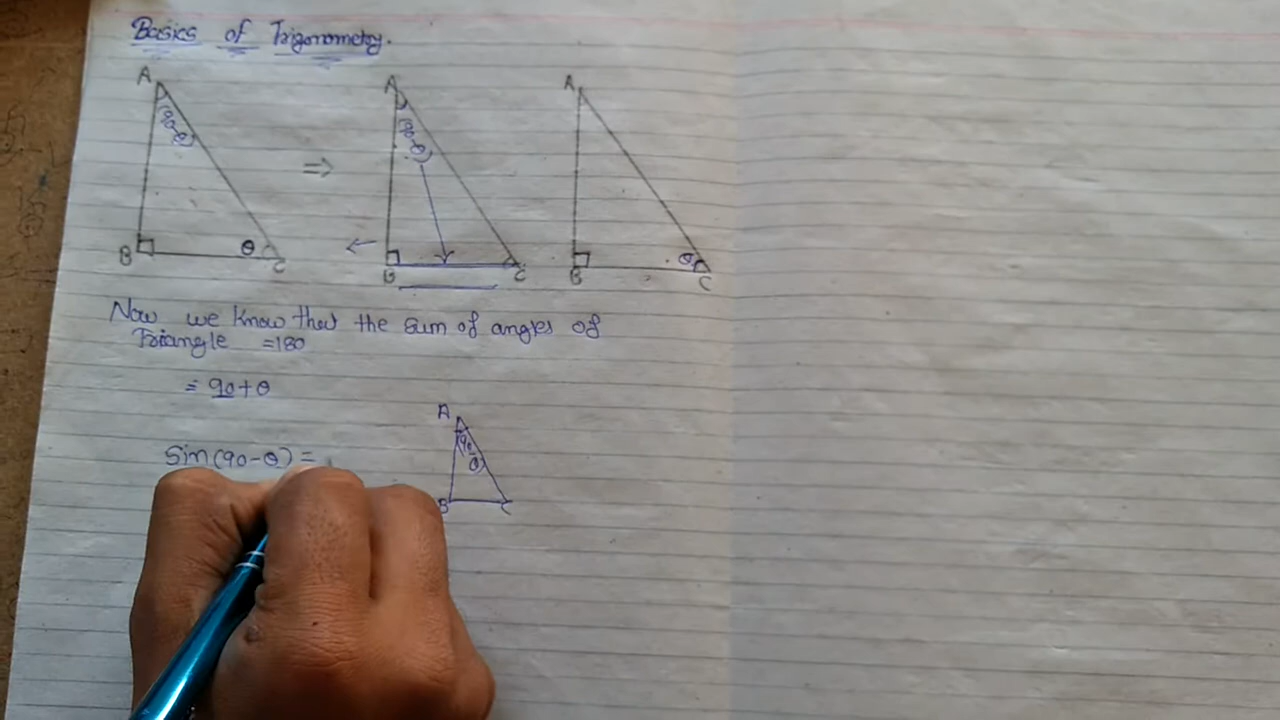 Basics of Trigonometry.
A
(90-θ)
B
θ
C
⇒
A
(90-θ)
←
B
C
A
B
θ
C
Now we know that the sum of angles of
Triangle =180
= 90+θ
A
(90-θ)
B
C
Sin(90-θ) =